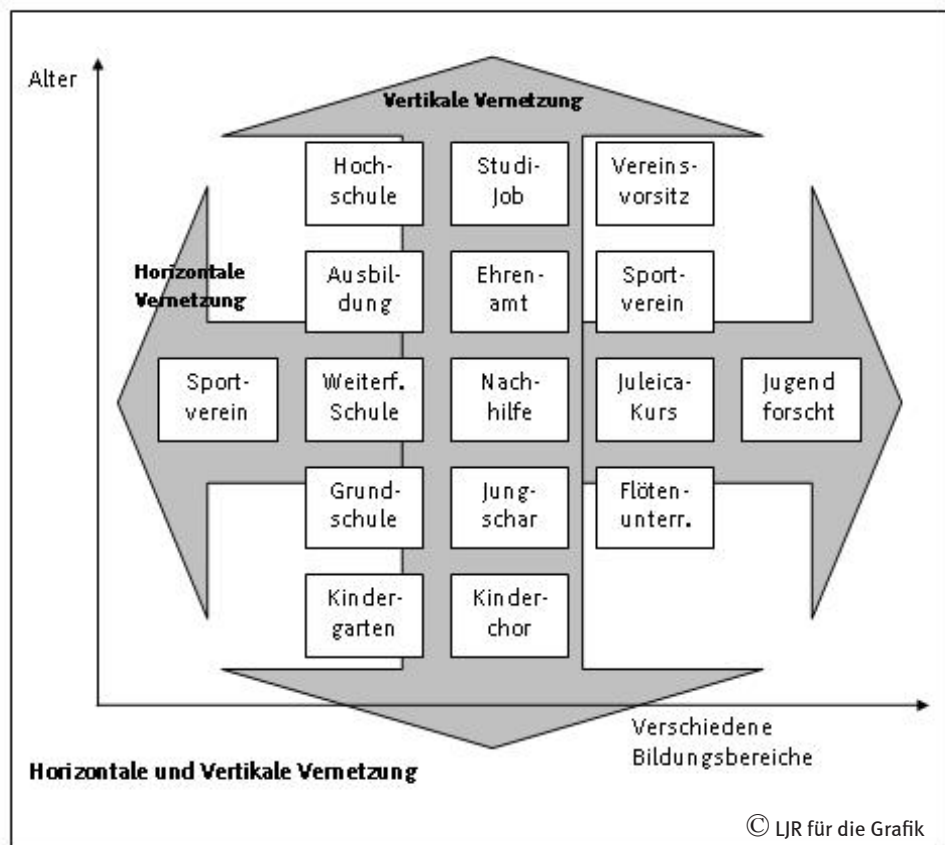 Alter
Vertikale Vernetzung
Hoch-
schule
Studi-
Job
Vereins-
vorsitz
Horizontale
Vernetzung
Ausbil-
dung
Ehren-
amt
Sport-
verein
Sport-
verein
Weiterf.
Schule
Nach-
hilfe
Juleica-
Kurs
Jugend
forscht
Grund-
schule
Jung-
schar
Flöten-
unterr.
Kinder-
garten
Kinder-
chor
Verschiedene
Bildungsbereiche
Horizontale und Vertikale Vernetzung
© LJR für die Grafik